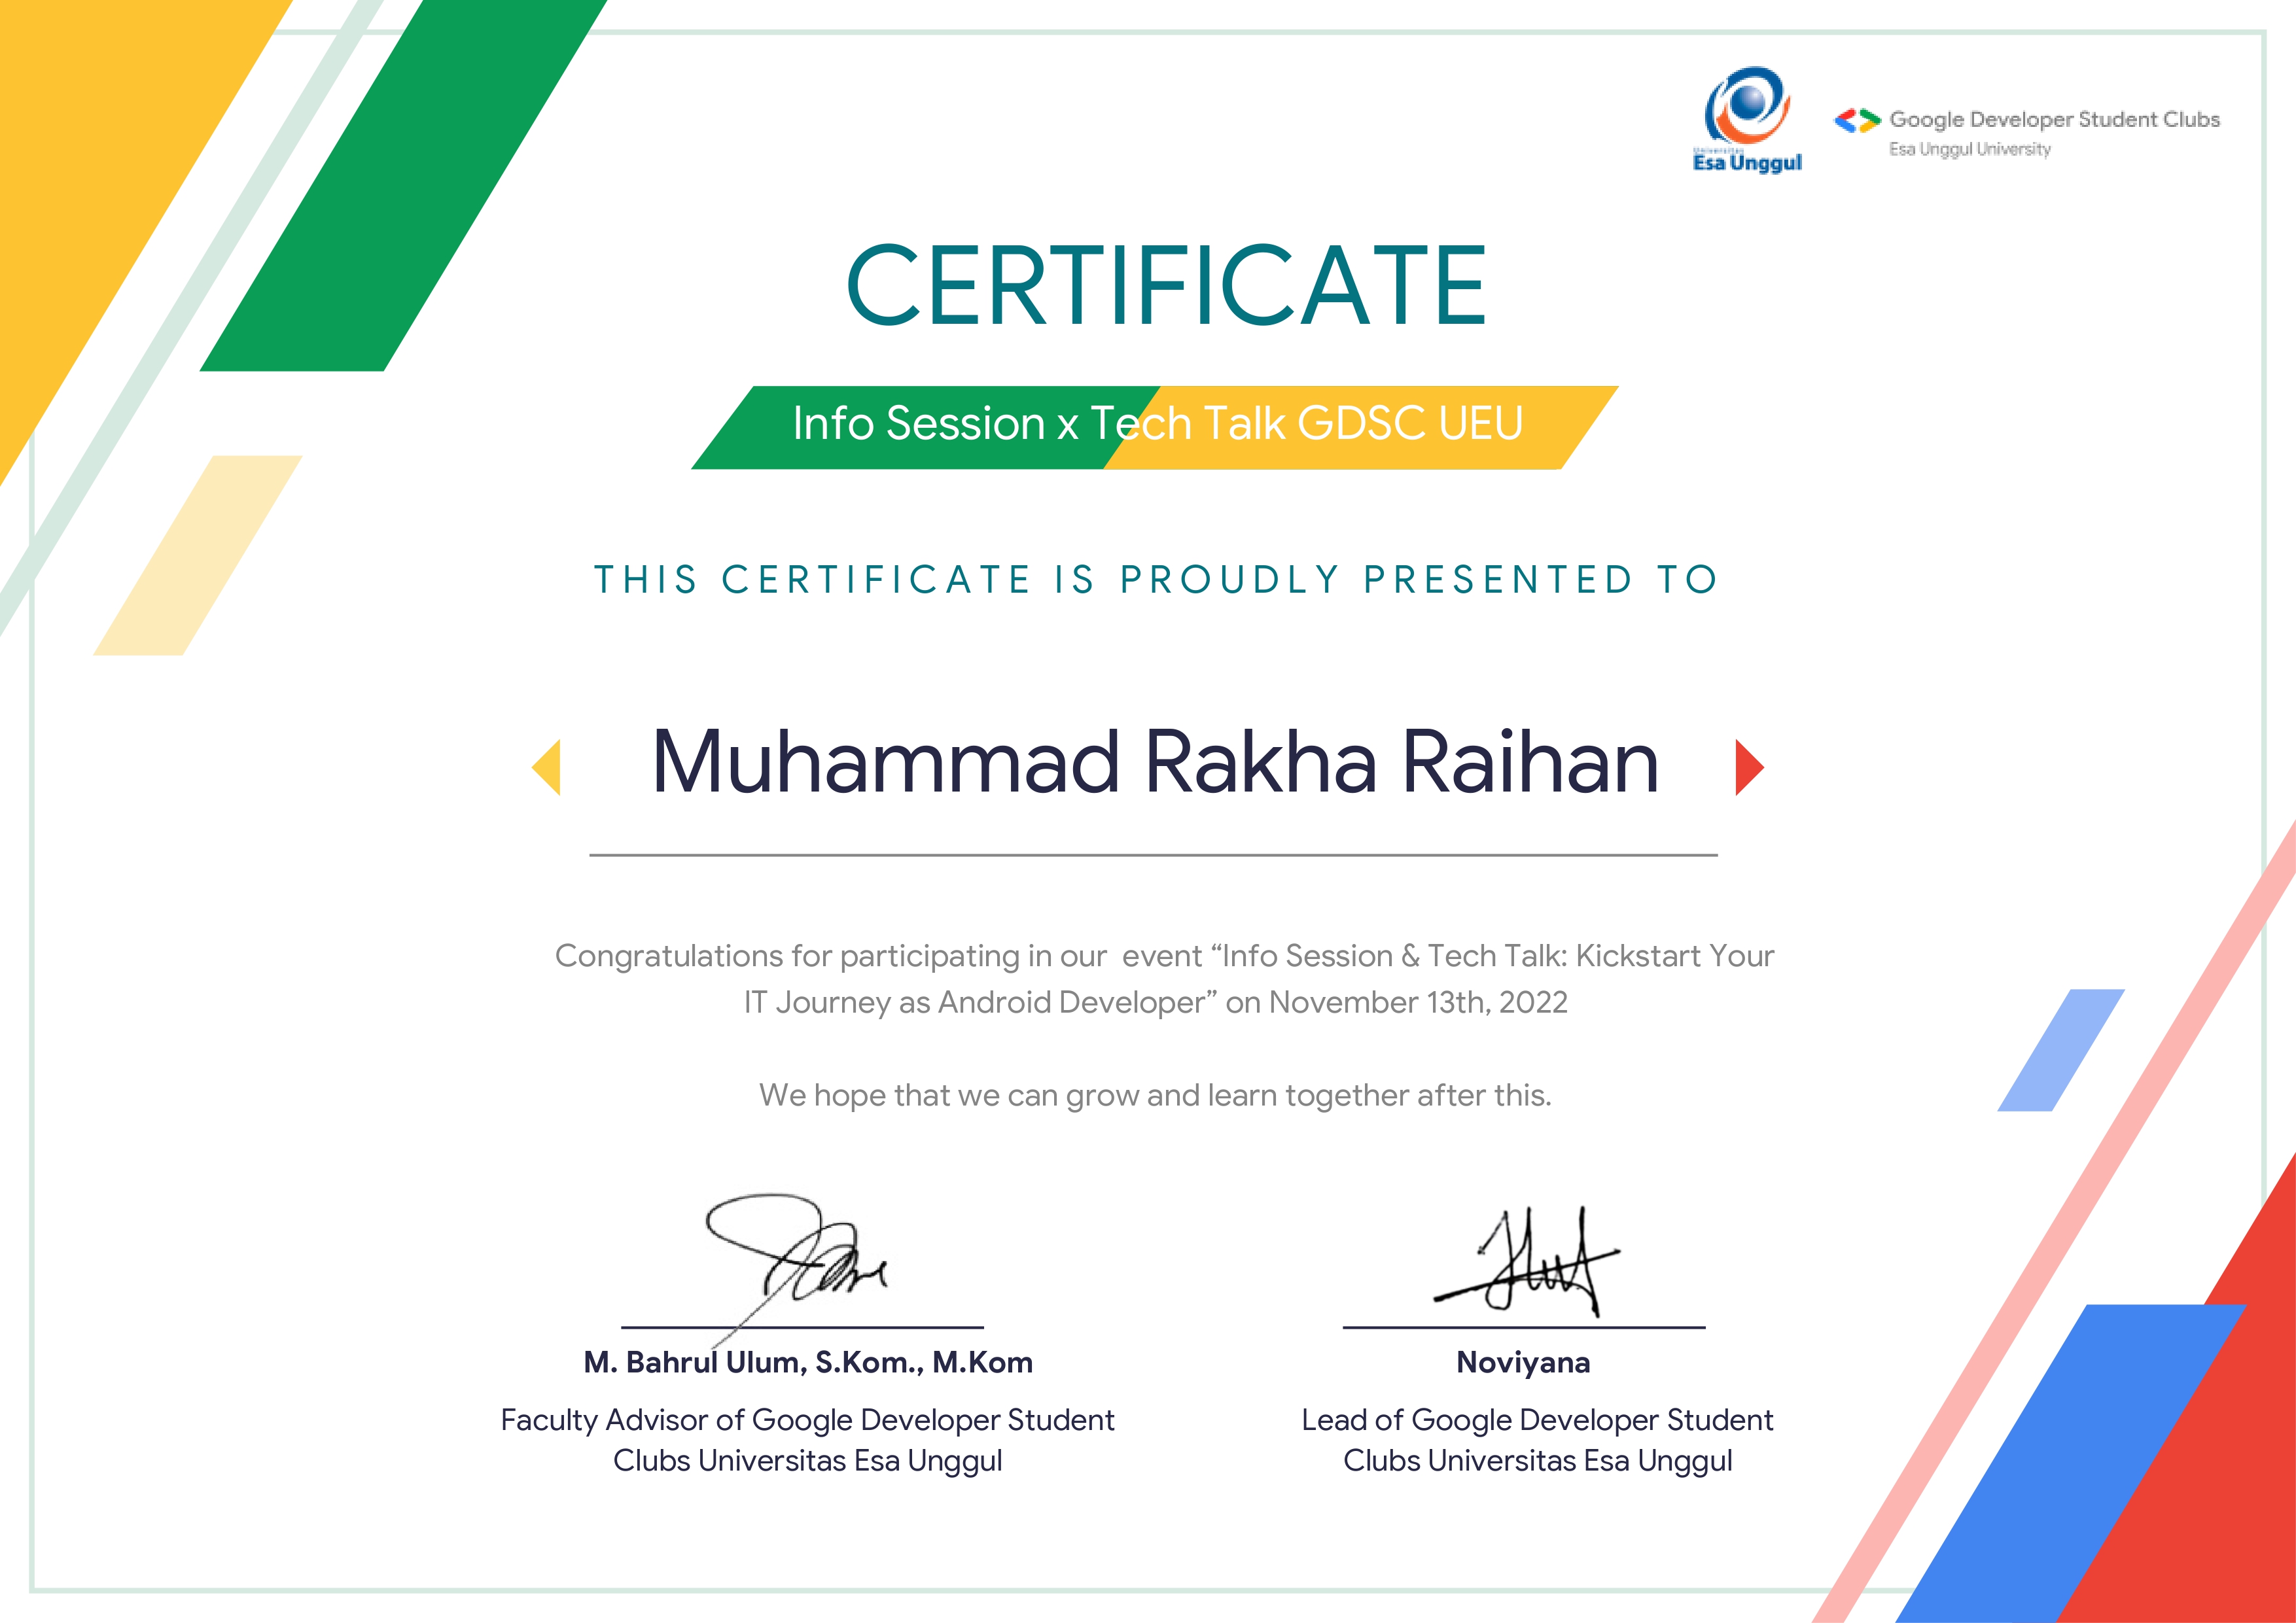 Universitas
Esa Unggul
Google Developer Student Clubs
Esa Unggul University
CERTIFICATE
Info Session x Tech Talk GDSC UEU
THIS CERTIFICATE IS PROUDLY PRESENTED TO
Muhammad Rakha Raihan
Congratulations for participating in our  event “Info Session & Tech Talk: Kickstart Your
IT Journey as Android Developer” on November 13th, 2022
We hope that we can grow and learn together after this.
M. Bahrul Ulum, S.Kom., M.Kom
Faculty Advisor of Google Developer Student
Clubs Universitas Esa Unggul
Noviyana
Lead of Google Developer Student
Clubs Universitas Esa Unggul